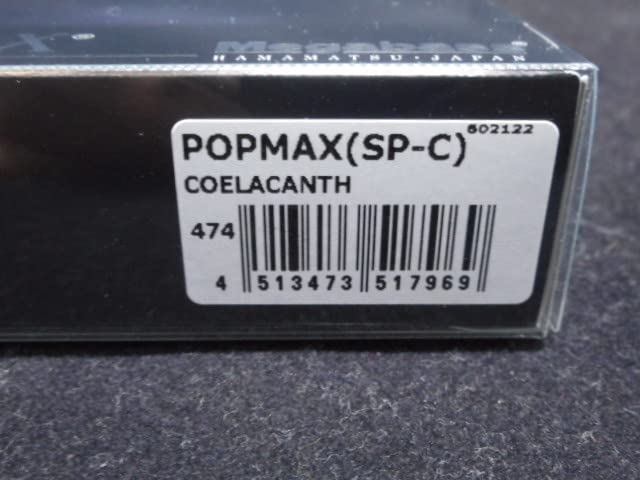 X®
Megabass®
HAMAMATSU·JAPAN
602122
POPMAX(SP-C)
COELACANTH
474
4 513473 517969